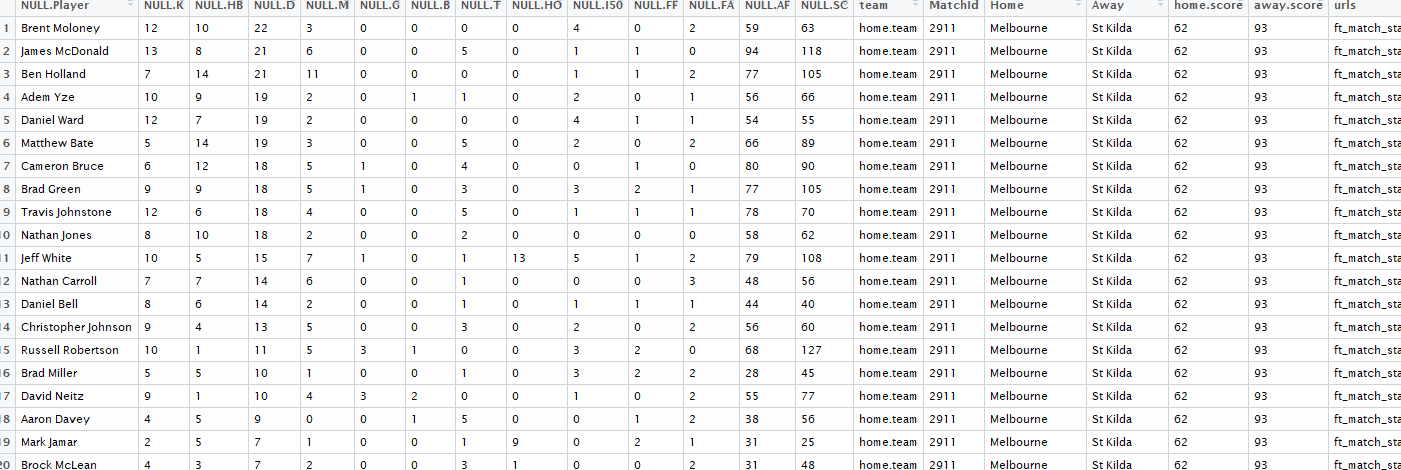 NULL.Player NULL.K NULL.HB NULL.D NULL.M NULL.G NULL.B NULL.T NULL.HO NULL.I50 NULL.FF NULL.FA NULL.AF NULL.SC team MatchId Home Away home.score away.score urls
1 Brent Moloney 12 10 22 3 0 0 0 0 4 0 2 59 63 home.team 2911 Melbourne St Kilda 62 93 ft_match_sta
2 James McDonald 13 8 21 6 0 0 5 0 1 1 0 94 118 home.team 2911 Melbourne St Kilda 62 93 ft_match_sta
3 Ben Holland 7 14 21 11 0 0 0 0 1 1 2 77 105 home.team 2911 Melbourne St Kilda 62 93 ft_match_sta
4 Adem Yze 10 9 19 2 0 1 1 0 2 0 1 56 66 home.team 2911 Melbourne St Kilda 62 93 ft_match_sta
5 Daniel Ward 12 7 19 2 0 0 0 0 4 1 1 54 55 home.team 2911 Melbourne St Kilda 62 93 ft_match_sta
6 Matthew Bate 5 14 19 3 0 0 5 0 2 0 2 66 89 home.team 2911 Melbourne St Kilda 62 93 ft_match_sta
7 Cameron Bruce 6 12 18 5 1 0 4 0 0 1 0 80 90 home.team 2911 Melbourne St Kilda 62 93 ft_match_sta
8 Brad Green 9 9 18 5 1 0 3 0 3 2 1 77 105 home.team 2911 Melbourne St Kilda 62 93 ft_match_sta
9 Travis Johnstone 12 6 18 4 0 0 5 0 1 1 1 78 70 home.team 2911 Melbourne St Kilda 62 93 ft_match_sta
10 Nathan Jones 8 10 18 2 0 0 2 0 0 0 0 58 62 home.team 2911 Melbourne St Kilda 62 93 ft_match_sta
11 Jeff White 10 5 15 7 1 0 1 13 5 1 2 79 108 home.team 2911 Melbourne St Kilda 62 93 ft_match_sta
12 Nathan Carroll 7 7 14 6 0 0 1 0 0 0 3 48 56 home.team 2911 Melbourne St Kilda 62 93 ft_match_sta
13 Daniel Bell 8 6 14 2 0 0 1 0 1 1 1 44 40 home.team 2911 Melbourne St Kilda 62 93 ft_match_sta
14 Christopher Johnson 9 4 13 5 0 0 3 0 2 0 2 56 60 home.team 2911 Melbourne St Kilda 62 93 ft_match_sta
15 Russell Robertson 10 1 11 5 3 1 0 0 3 2 0 68 127 home.team 2911 Melbourne St Kilda 62 93 ft_match_sta
16 Brad Miller 5 5 10 1 0 0 1 0 3 2 2 28 45 home.team 2911 Melbourne St Kilda 62 93 ft_match_sta
17 David Neitz 9 1 10 4 3 2 0 0 1 0 2 55 77 home.team 2911 Melbourne St Kilda 62 93 ft_match_sta
18 Aaron Davey 4 5 9 0 0 1 5 0 0 1 2 38 56 home.team 2911 Melbourne St Kilda 62 93 ft_match_sta
19 Mark Jamar 2 5 7 1 0 0 1 9 0 2 1 31 25 home.team 2911 Melbourne St Kilda 62 93 ft_match_sta
20 Brock McLean 4 3 7 2 0 0 3 1 0 0 2 31 48 home.team 2911 Melbourne St Kilda 62 93 ft_match_sta